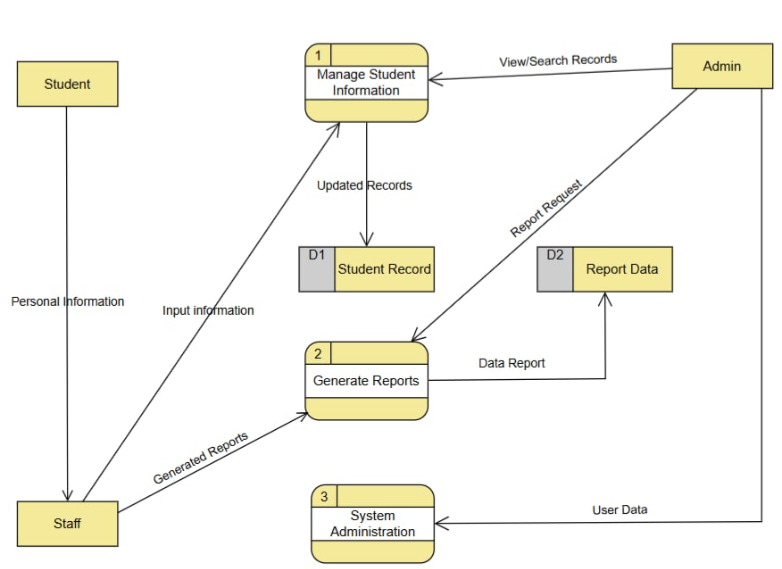 1
Manage Student
Information
View/Search Records
Admin
Student
Updated Records
Report Request
D1
Student Record
D2
Report Data
Personal Information
Input information
2
Generate Reports
Data Report
Generated Reports
3
System
Administration
User Data
Staff